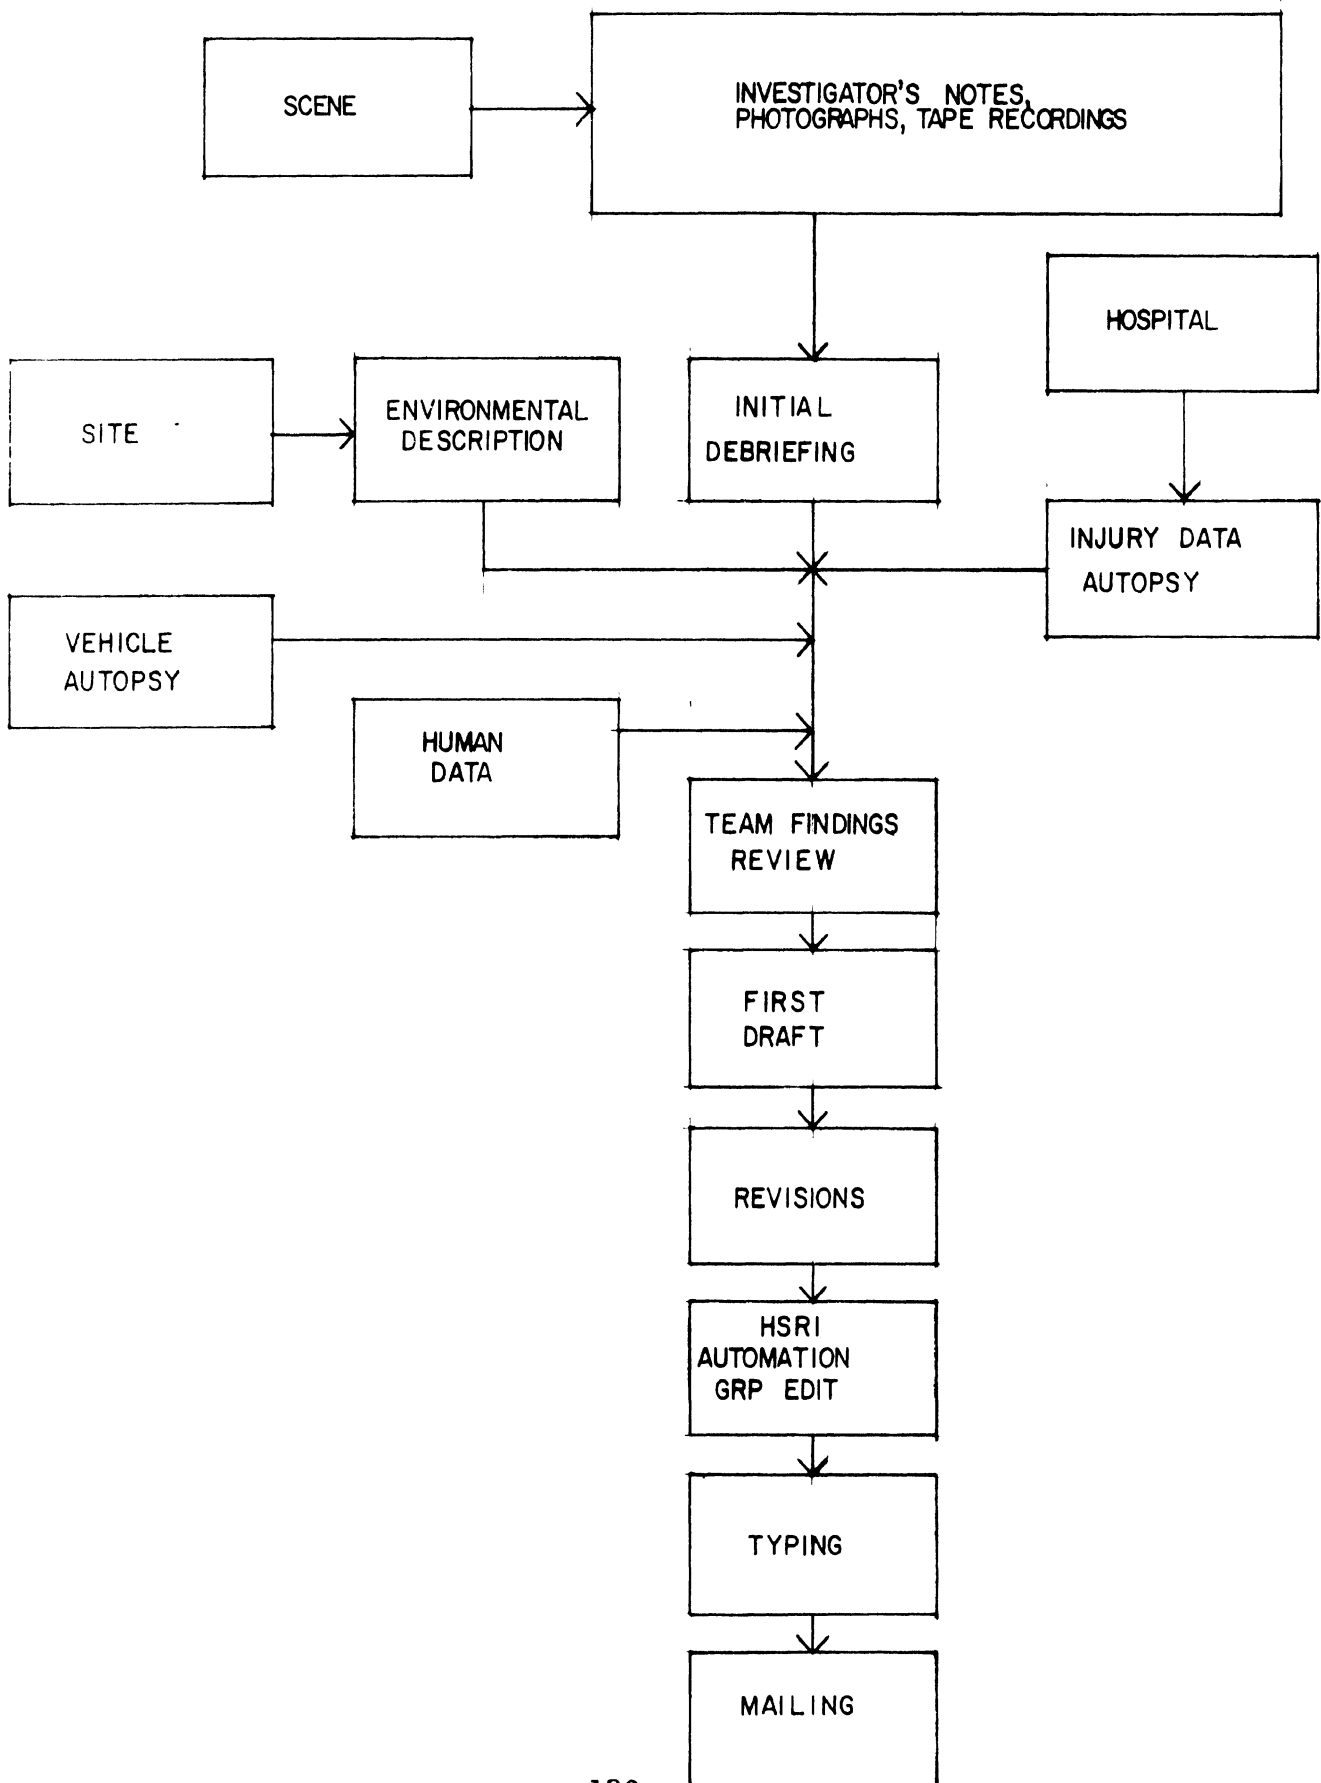 SCENE
INVESTIGATOR'S NOTES,
PHOTOGRAPHS, TAPE RECORDINGS
HOSPITAL
SITE
ENVIRONMENTAL
DESCRIPTION
INITIAL
DEBRIEFING
INJURY DATA
AUTOPSY
VEHICLE
AUTOPSY
HUMAN
DATA
TEAM FINDINGS
REVIEW
FIRST
DRAFT
REVISIONS
HSRI
AUTOMATION
GRP EDIT
TYPING
MAILING